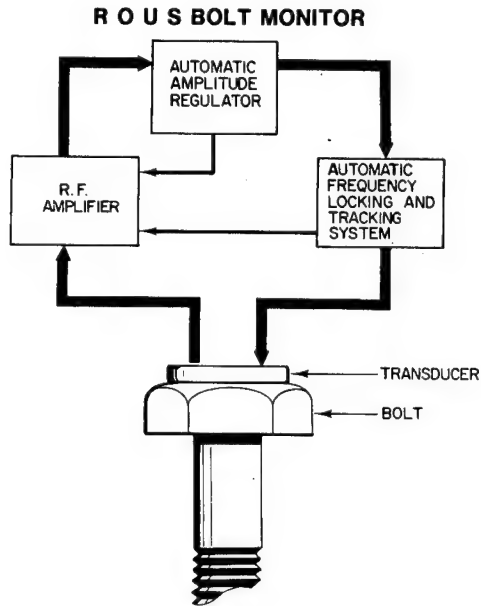 R O U S BOLT MONITOR
AUTOMATIC
AMPLITUDE
REGULATOR
R.F.
AMPLIFIER
AUTOMATIC
FREQUENCY
LOCKING AND
TRACKING
SYSTEM
TRANSDUCER
BOLT